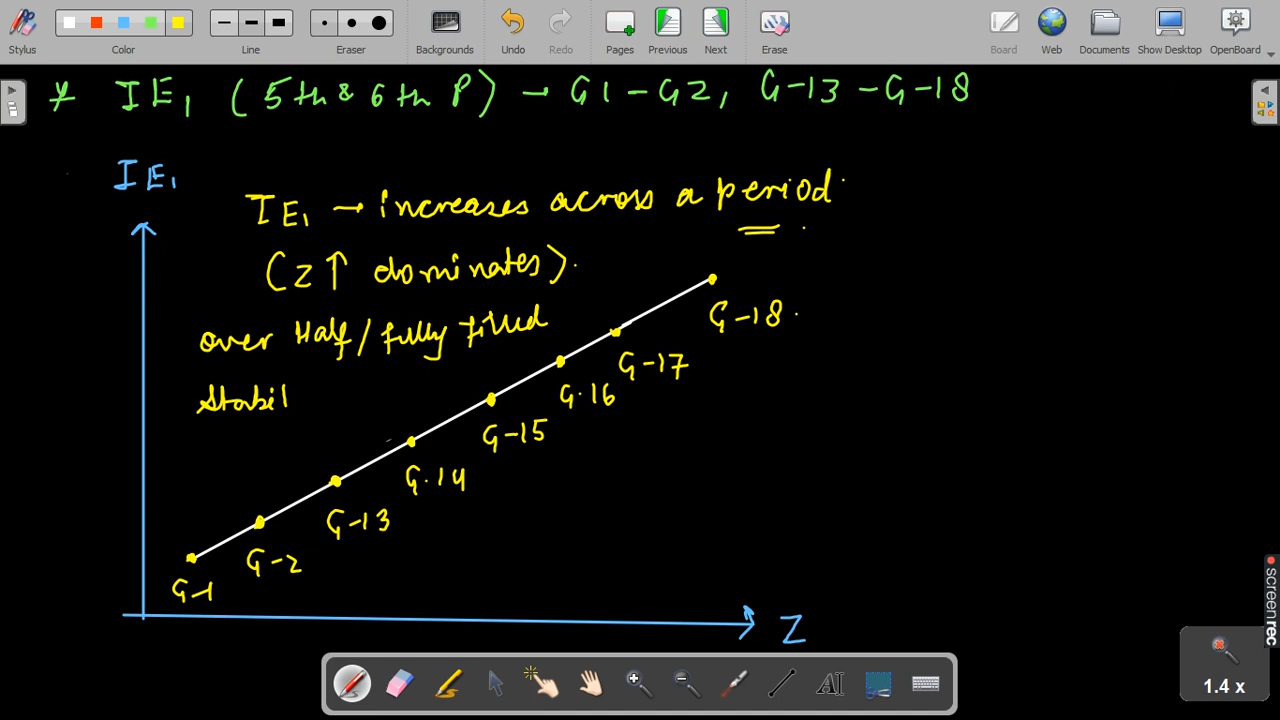 Stylus Color Line Eraser Backgrounds Undo Redo Pages Previous Next Erase Board Web Documents Show Desktop OpenBoard
* IE1 (5th & 6th P) → G1 - G2, G-13 - G-18
IE1
IE1 → increases across a period
(Z↑ dominates).
over Half/fully filled
Stabil
G-18.
G-17
G.16
G-15
G.14
G-13
G-2
G-1
Z
AI
1.4 x
screenrec